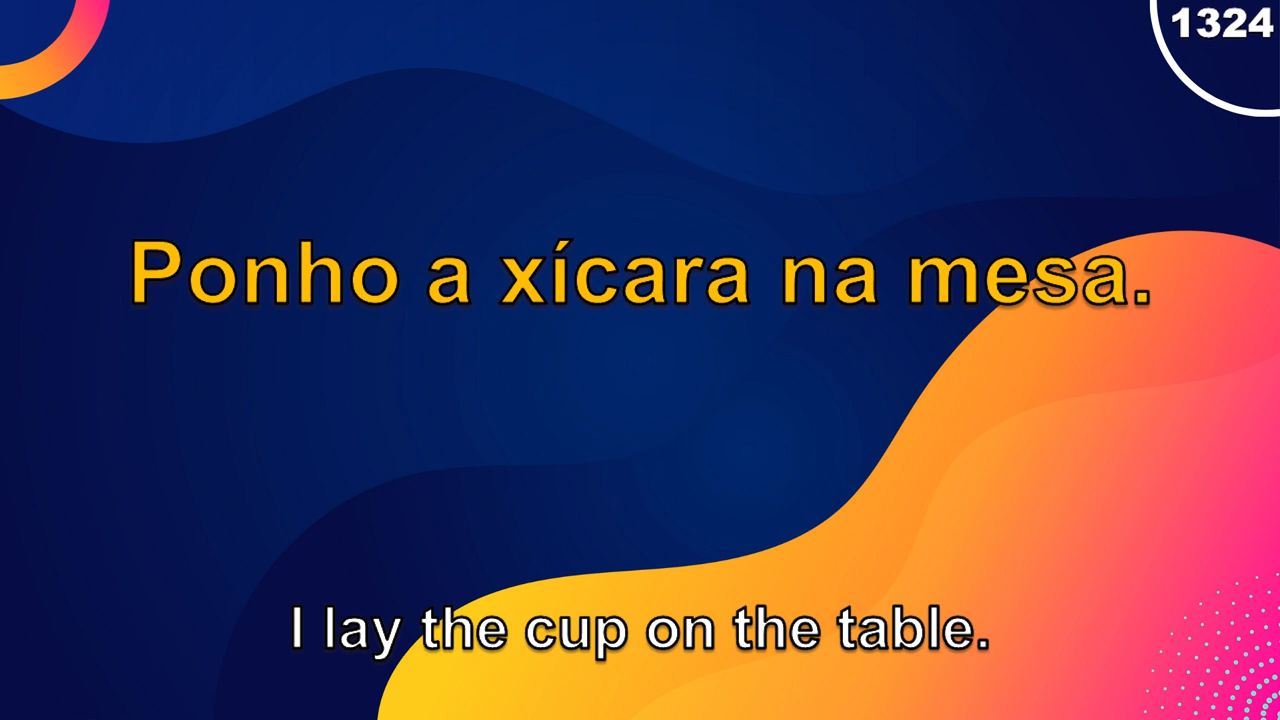 1324
Ponho a xícara na mesa.
I lay the cup on the table.